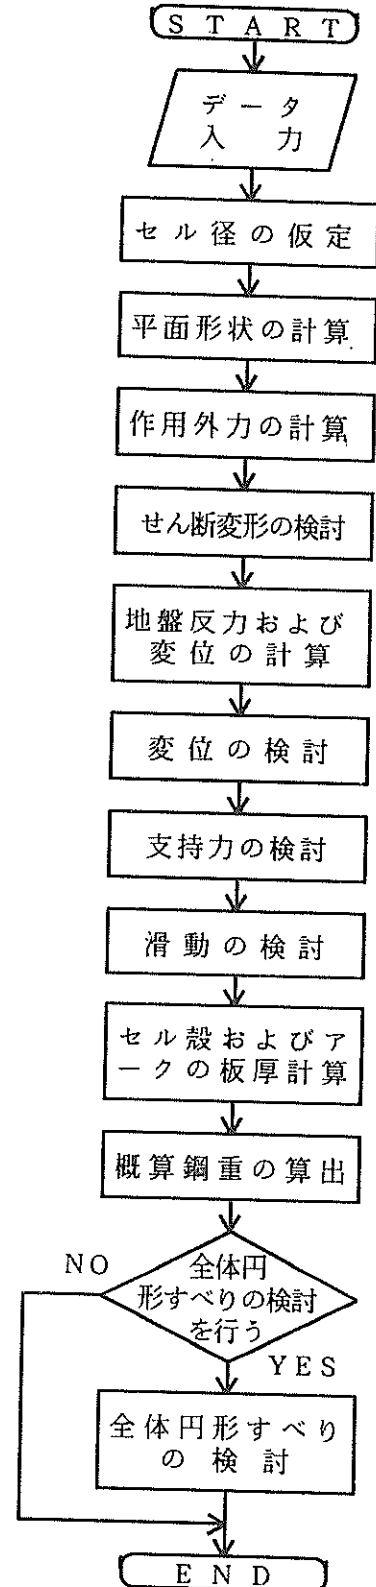 START
データ
入力
セル径の仮定
平面形状の計算
作用外力の計算
せん断変形の検討
地盤反力および
変位の計算
変位の検討
支持力の検討
滑動の検討
セル殻およびア
ークの板厚計算
概算鋼重の算出
NO
全体円
形すべりの検討
を行う
YES
全体円形すべり
の検討
END